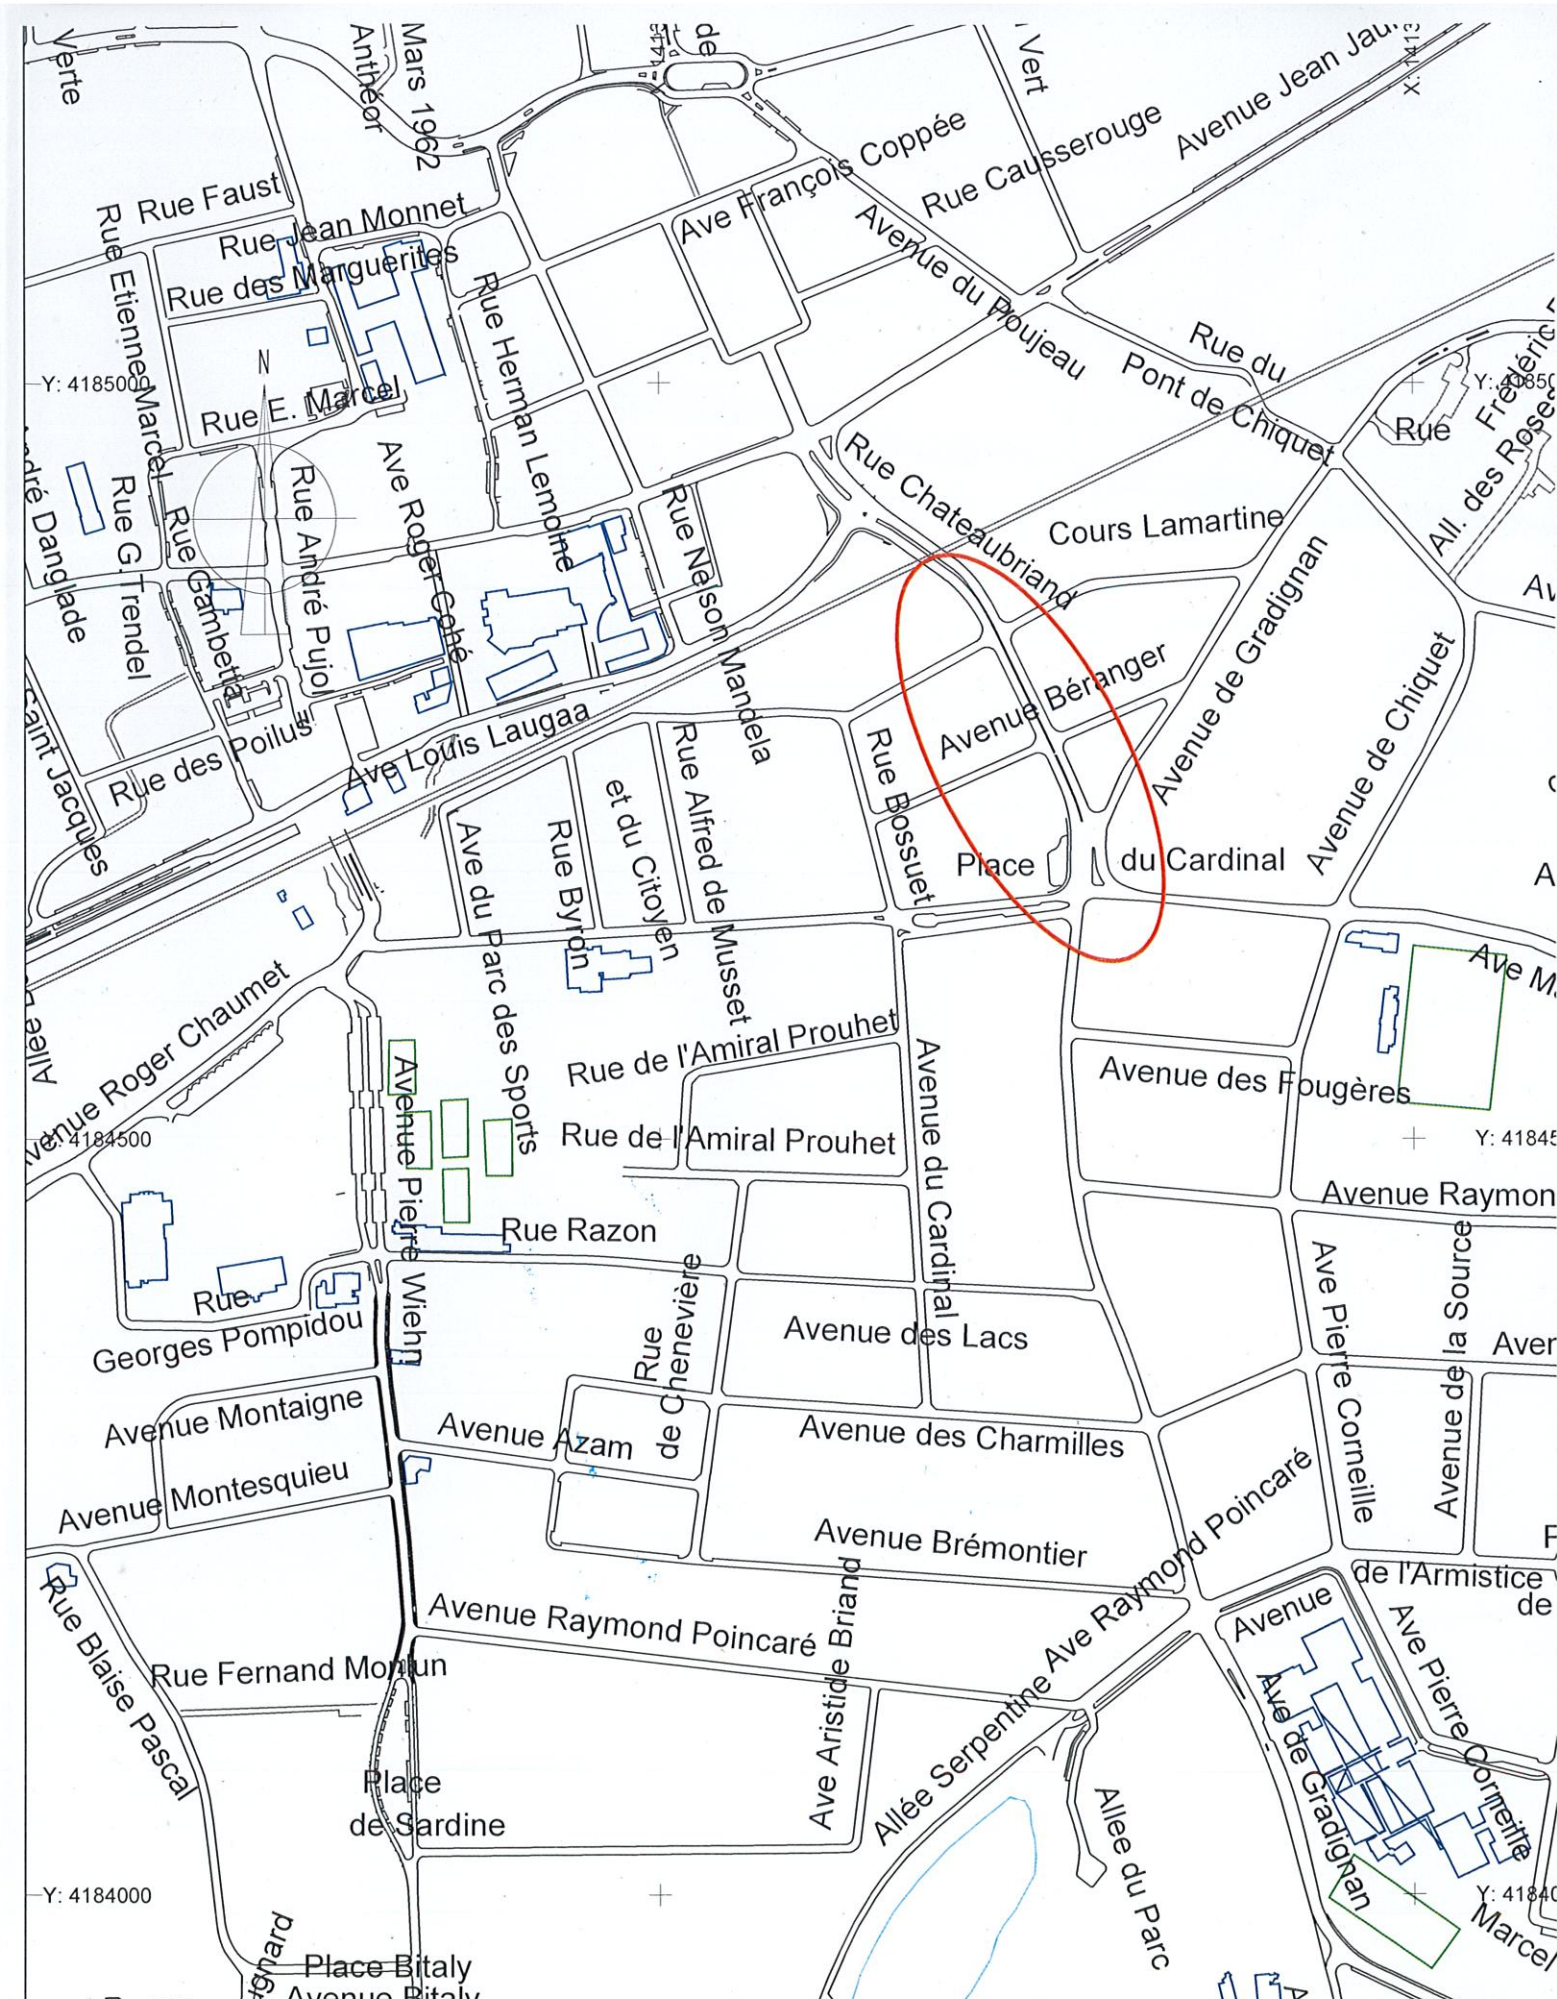 Verte
Anthéor
Mars 1962
de
Vert
Avenue Jean
Rue Faust
Rue Jean Monnet
Rue des Marguerites
Rue Etienne Marcel
Ave François Coppée
Rue Causserouge
Avenue du Poujeau
Rue Herman Lemoine
N
Y: 4185000
Rue E. Marcel
Rue du
Pont de Chiquet
Rue
Frédéric
All. des Roses
Danglade
Rue G.Trendel
Rue Gambetta
Rue André Pujol
Ave Roger Cohé
Rue Nelson Mandela
Rue Chateaubriand
Cours Lamartine
Avenue de Gradignan
Avenue Béranger
Avenue de Chiquet
Saint Jacques
Rue des Poilus
Ave Louis Laugaa
Rue Bossuet
Ave du Parc des Sports
Rue Byron
et du Citoyen
Rue Alfred de Musset
Place
du Cardinal
Avenue Roger Chaumet
Allée
Rue de l'Amiral Prouhet
Avenue du Cardinal
Avenue des Fougères
Y: 4184500
Avenue Pierre Wiehn
Rue de l'Amiral Prouhet
Avenue Raymon
Rue Razon
Rue
Georges Pompidou
Rue
de Chenevière
Avenue des Lacs
Ave Pierre Corneille
Avenue de la Source
Avenue Montaigne
Avenue Azam
Avenue des Charmilles
Avenue Montesquieu
Avenue Brémontier
Ave Raymond Poincaré
de l'Armistice
de
Avenue
Rue Blaise Pascal
Avenue Raymond Poincaré
Ave Aristide Briand
Rue Fernand Monlun
Allée Serpentine
Ave de Gradignan
Ave Pierre Corneille
Place
de Sardine
Allee du Parc
Y: 4184000
Marcel
Place Bitaly
Avenue Bitaly